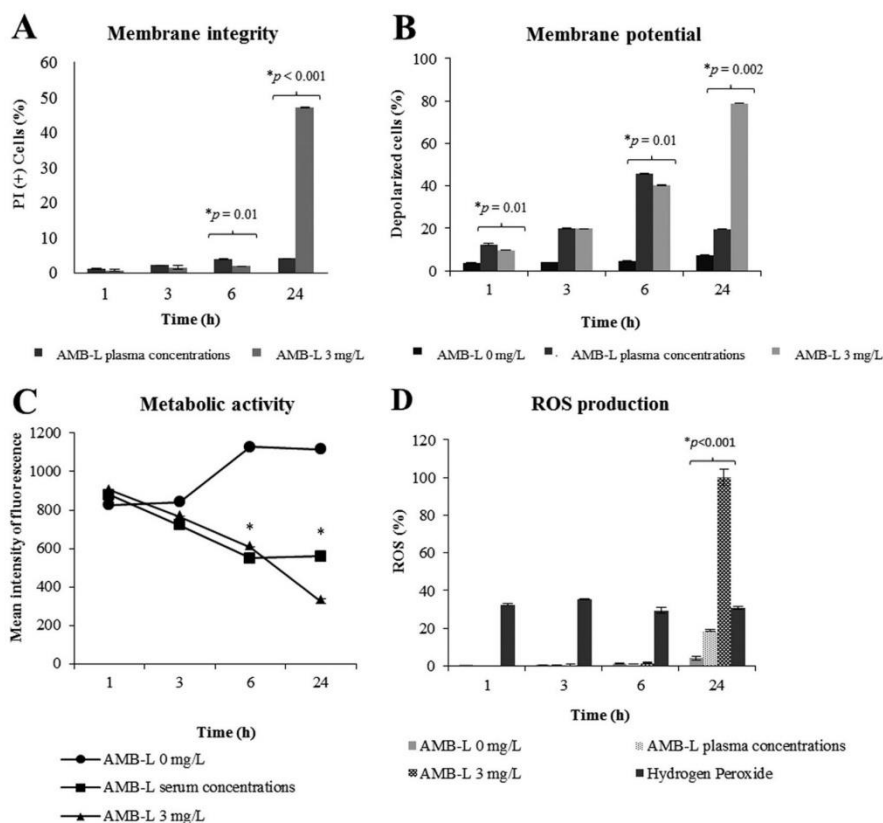 A
Membrane integrity
PI (+) Cells (%)
60
50
40
30
20
10
0
*p = 0.01
*p < 0.001
1 3 6 24
Time (h)
AMB-L plasma concentrations AMB-L 3 mg/L
B
Membrane potential
Depolarized cells (%)
100
80
60
40
20
0
*p = 0.01
*p = 0.01
*p = 0.002
1 3 6 24
Time (h)
AMB-L 0 mg/L AMB-L plasma concentrations AMB-L 3 mg/L
C
Metabolic activity
Mean intensity of fluorescence
1200
1000
800
600
400
200
0
* *
1 3 6 24
Time (h)
AMB-L 0 mg/L
AMB-L serum concentrations
AMB-L 3 mg/L
D
ROS production
ROS (%)
120
100
80
60
40
20
0
*p<0.001
1 3 6 24
Time (h)
AMB-L 0 mg/L AMB-L plasma concentrations
AMB-L 3 mg/L Hydrogen Peroxide